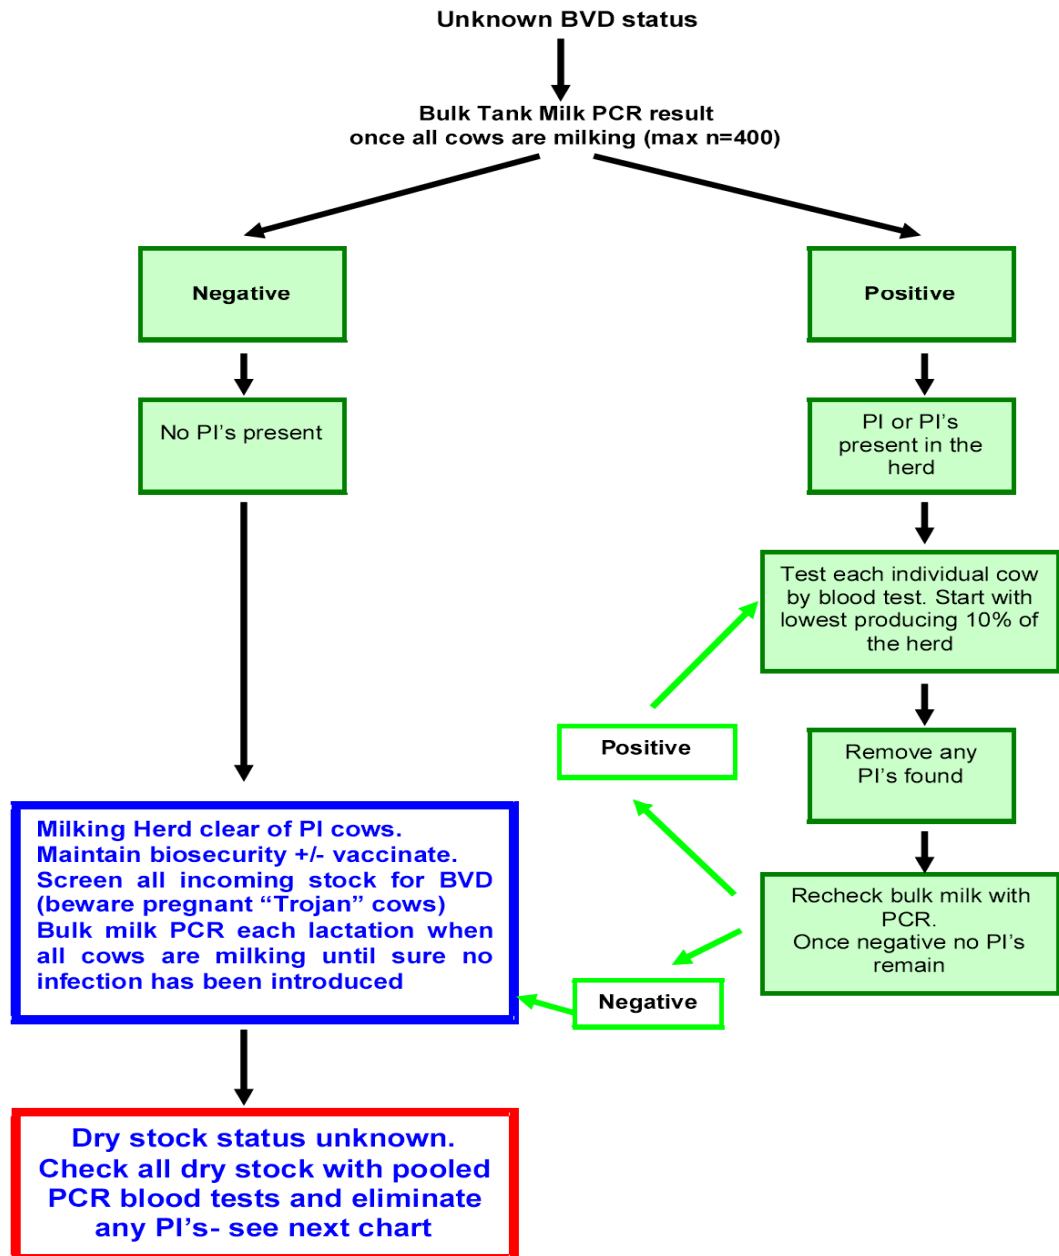 Unknown BVD status
Bulk Tank Milk PCR result
once all cows are milking (max n=400)
Negative
Positive
No PI's present
PI or PI's
present in the
herd
Test each individual cow
by blood test. Start with
lowest producing 10% of
the herd
Positive
Remove any
PI's found
Milking Herd clear of PI cows.
Maintain biosecurity +/- vaccinate.
Screen all incoming stock for BVD
(beware pregnant “Trojan” cows)
Bulk milk PCR each lactation when
all cows are milking until sure no
infection has been introduced
Recheck bulk milk with
PCR.
Once negative no PI's
remain
Negative
Dry stock status unknown.
Check all dry stock with pooled
PCR blood tests and eliminate
any PI’s- see next chart